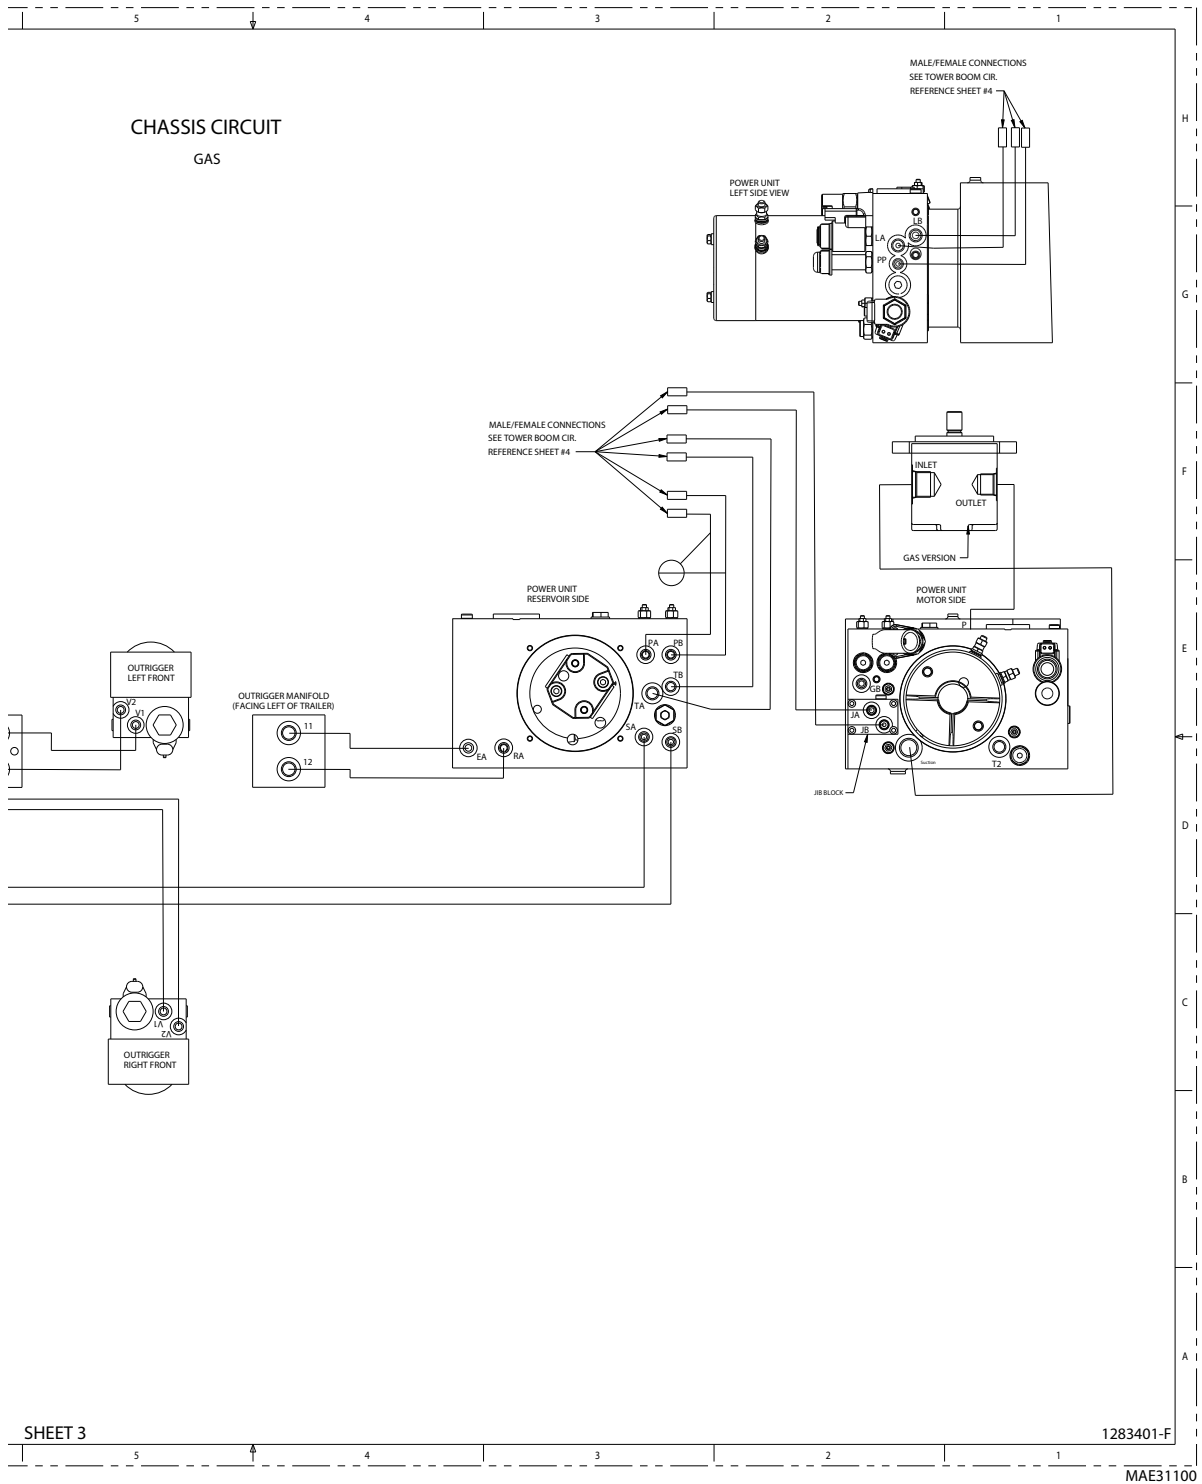 5
4
3
2
1
MALE/FEMALE CONNECTIONS
SEE TOWER BOOM CIR.
REFERENCE SHEET #4
H
CHASSIS CIRCUIT
GAS
POWER UNIT
LEFT SIDE VIEW
LB
LA
PP
G
MALE/FEMALE CONNECTIONS
SEE TOWER BOOM CIR.
REFERENCE SHEET #4
F
INLET
OUTLET
GAS VERSION
POWER UNIT
RESERVOIR SIDE
POWER UNIT
MOTOR SIDE
P
E
PA
PB
TB
TA
SA
SB
EA
RA
GB
JA
JB
Suction
T2
JIB BLOCK
OUTRIGGER
LEFT FRONT
V2
V1
OUTRIGGER MANIFOLD
(FACING LEFT OF TRAILER)
11
12
D
C
V1
V2
OUTRIGGER
RIGHT FRONT
B
A
SHEET 3
1283401-F
5
4
3
2
1
MAE31100